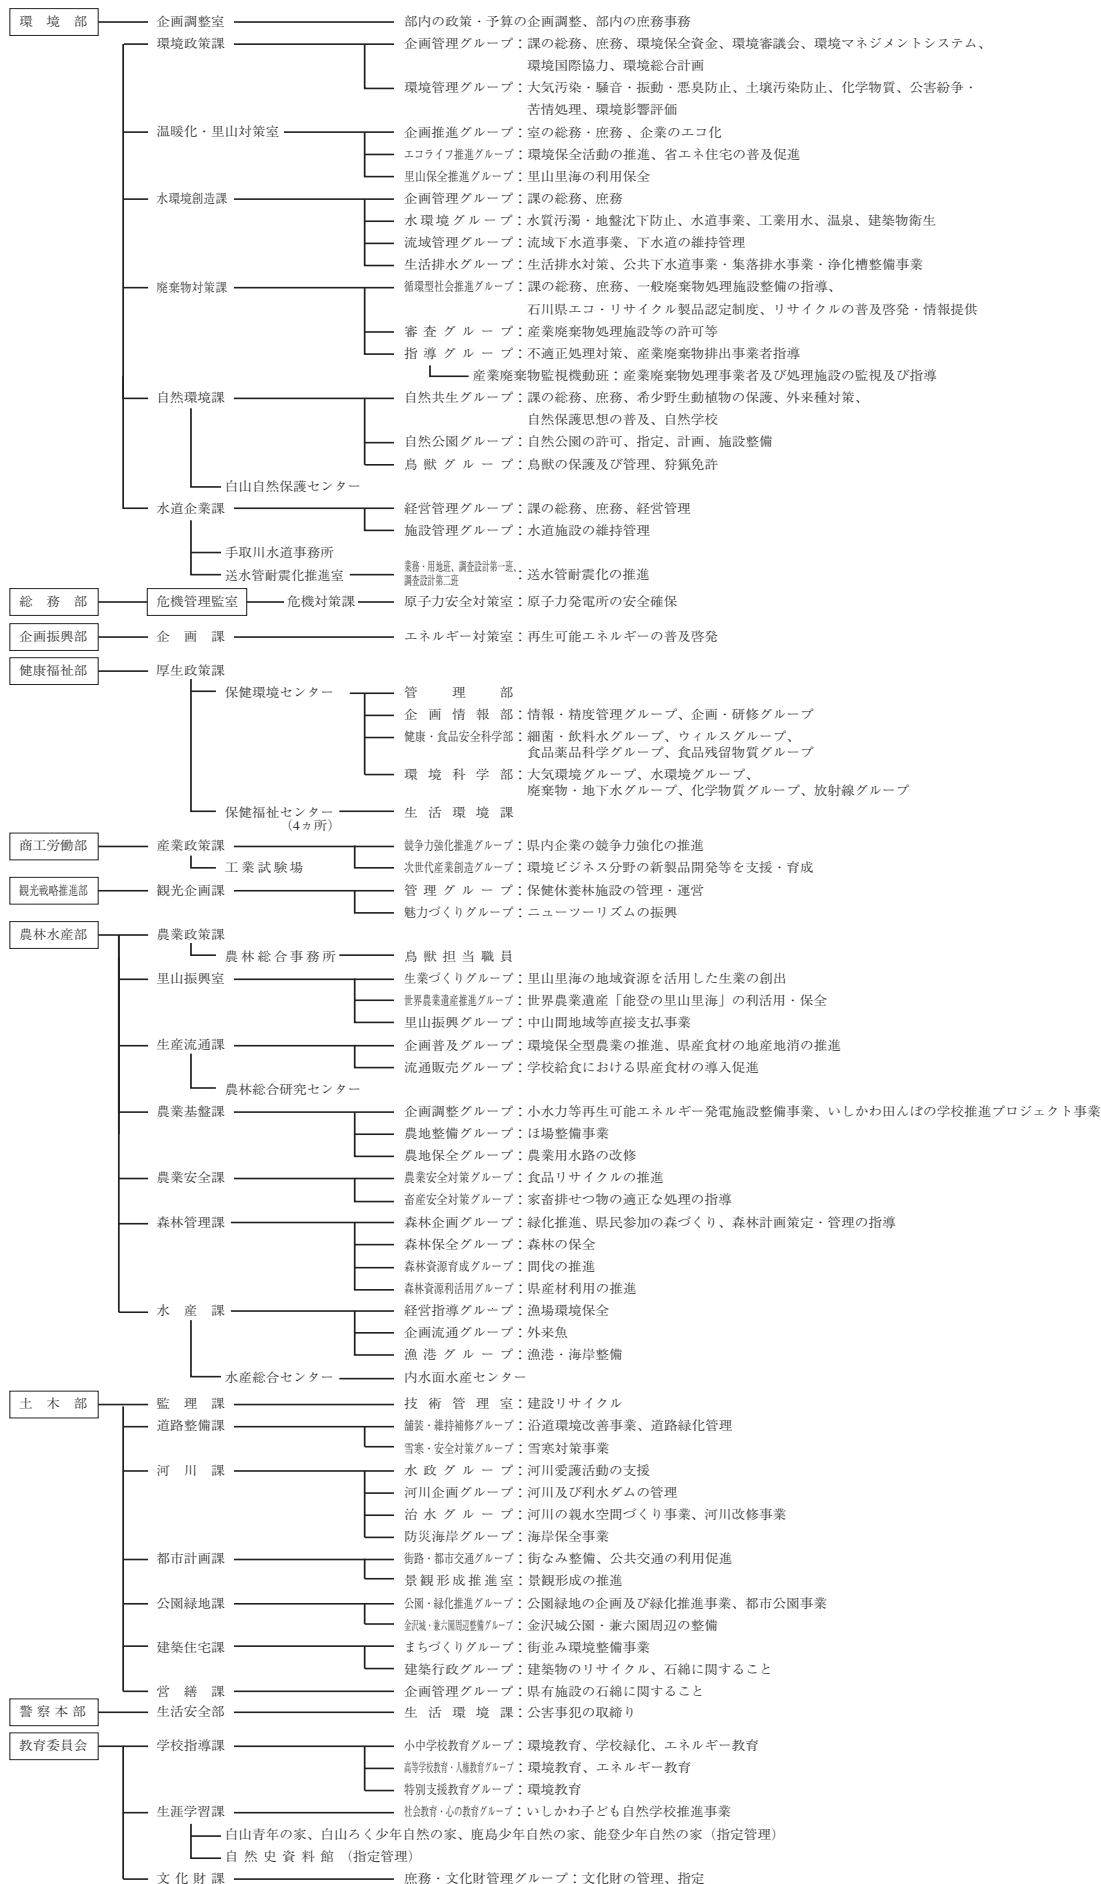 環境部 企画調整室 部内の政策・予算の企画調整、部内の庶務事務
環境政策課 企画管理グループ：課の総務、庶務、環境保全資金、環境審議会、環境マネジメントシステム、
環境国際協力、環境総合計画
環境管理グループ：大気汚染・騒音・振動・悪臭防止、土壌汚染防止、化学物質、公害紛争・
苦情処理、環境影響評価
温暖化・里山対策室 企画推進グループ：室の総務・庶務、企業のエコ化
エコライフ推進グループ：環境保全活動の推進、省エネ住宅の普及促進
里山保全推進グループ：里山里海の利用保全
水環境創造課 企画管理グループ：課の総務、庶務
水環境グループ：水質汚濁・地盤沈下防止、水道事業、工業用水、温泉、建築物衛生
流域管理グループ：流域下水道事業、下水道の維持管理
生活排水グループ：生活排水対策、公共下水道事業・集落排水事業・浄化槽整備事業
廃棄物対策課 循環型社会推進グループ：課の総務、庶務、一般廃棄物処理施設整備の指導、
石川県エコ・リサイクル製品認定制度、リサイクルの普及啓発・情報提供
審査グループ：産業廃棄物処理施設等の許可等
指導グループ：不適正処理対策、産業廃棄物排出事業者指導
産業廃棄物監視機動班：産業廃棄物処理事業者及び処理施設の監視及び指導
自然環境課 自然共生グループ：課の総務、庶務、希少野生動植物の保護、外来種対策、
自然保護思想の普及、自然学校
自然公園グループ：自然公園の許可、指定、計画、施設整備
鳥獣グループ：鳥獣の保護及び管理、狩猟免許
白山自然保護センター
水道企業課 経営管理グループ：課の総務、庶務、経営管理
施設管理グループ：水道施設の維持管理
手取川水道事務所
送水管耐震化推進室 業務・用地班、調査設計第一班、調査設計第二班：送水管耐震化の推進
総務部 危機管理監室 危機対策課 原子力安全対策室：原子力発電所の安全確保
企画振興部 企画課 エネルギー対策室：再生可能エネルギーの普及啓発
健康福祉部 厚生政策課
保健環境センター 管理部
企画情報部：情報・精度管理グループ、企画・研修グループ
健康・食品安全科学部：細菌・飲料水グループ、ウィルスグループ、
食品薬品科学グループ、食品残留物質グループ
環境科学部：大気環境グループ、水環境グループ、
廃棄物・地下水グループ、化学物質グループ、放射線グループ
保健福祉センター 生活環境課
（4ヵ所）
商工労働部 産業政策課 競争力強化推進グループ：県内企業の競争力強化の推進
工業試験場 次世代産業創造グループ：環境ビジネス分野の新製品開発等を支援・育成
観光戦略推進部 観光企画課 管理グループ：保健休養林施設の管理・運営
魅力づくりグループ：ニューツーリズムの振興
農林水産部 農業政策課
農林総合事務所 鳥獣担当職員
里山振興室 生業づくりグループ：里山里海の地域資源を活用した生業の創出
世界農業遺産推進グループ：世界農業遺産「能登の里山里海」の利活用・保全
里山振興グループ：中山間地域等直接支払事業
生産流通課 企画普及グループ：環境保全型農業の推進、県産食材の地産地消の推進
流通販売グループ：学校給食における県産食材の導入促進
農林総合研究センター
農業基盤課 企画調整グループ：小水力等再生可能エネルギー発電施設整備事業、いしかわ田んぼの学校推進プロジェクト事業
農地整備グループ：ほ場整備事業
農地保全グループ：農業用水路の改修
農業安全課 農業安全対策グループ：食品リサイクルの推進
畜産安全対策グループ：家畜排せつ物の適正な処理の指導
森林管理課 森林企画グループ：緑化推進、県民参加の森づくり、森林計画策定・管理の指導
森林保全グループ：森林の保全
森林資源育成グループ：間伐の推進
森林資源利活用グループ：県産材利用の推進
水産課 経営指導グループ：漁場環境保全
企画流通グループ：外来魚
漁港グループ：漁港・海岸整備
水産総合センター 内水面水産センター
土木部 監理課 技術管理室：建設リサイクル
道路整備課 舗装・維持補修グループ：沿道環境改善事業、道路緑化管理
雪寒・安全対策グループ：雪寒対策事業
河川課 水政グループ：河川愛護活動の支援
河川企画グループ：河川及び利水ダムの管理
治水グループ：河川の親水空間づくり事業、河川改修事業
防災海岸グループ：海岸保全事業
都市計画課 街路・都市交通グループ：街なみ整備、公共交通の利用促進
景観形成推進室：景観形成の推進
公園緑地課 公園・緑化推進グループ：公園緑地の企画及び緑化推進事業、都市公園事業
金沢城・兼六園周辺整備グループ：金沢城公園・兼六園周辺の整備
建築住宅課 まちづくりグループ：街並み環境整備事業
建築行政グループ：建築物のリサイクル、石綿に関すること
営繕課 企画管理グループ：県有施設の石綿に関すること
警察本部 生活安全部 生活環境課：公害事犯の取締り
教育委員会 学校指導課 小中学校教育グループ：環境教育、学校緑化、エネルギー教育
高等学校教育・人権教育グループ：環境教育、エネルギー教育
特別支援教育グループ：環境教育
生涯学習課 社会教育・心の教育グループ：いしかわ子ども自然学校推進事業
白山青年の家、白山ろく少年自然の家、鹿島少年自然の家、能登少年自然の家（指定管理）
自然史資料館（指定管理）
文化財課 庶務・文化財管理グループ：文化財の管理、指定